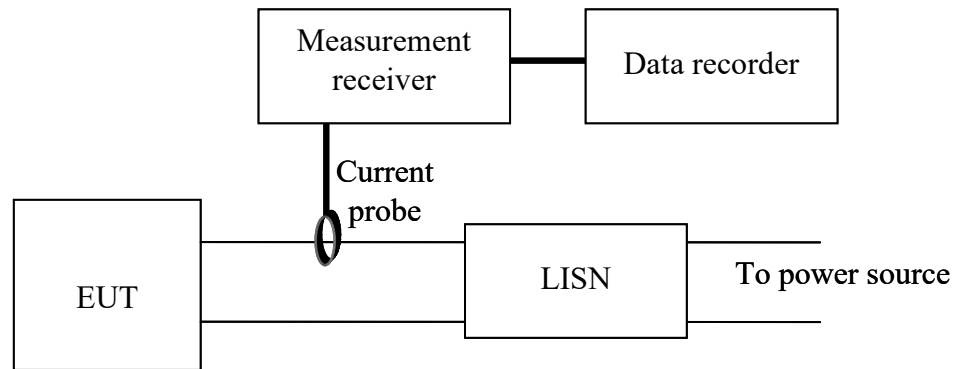 Measurement
receiver
Data recorder
Current
probe
EUT
LISN
To power source